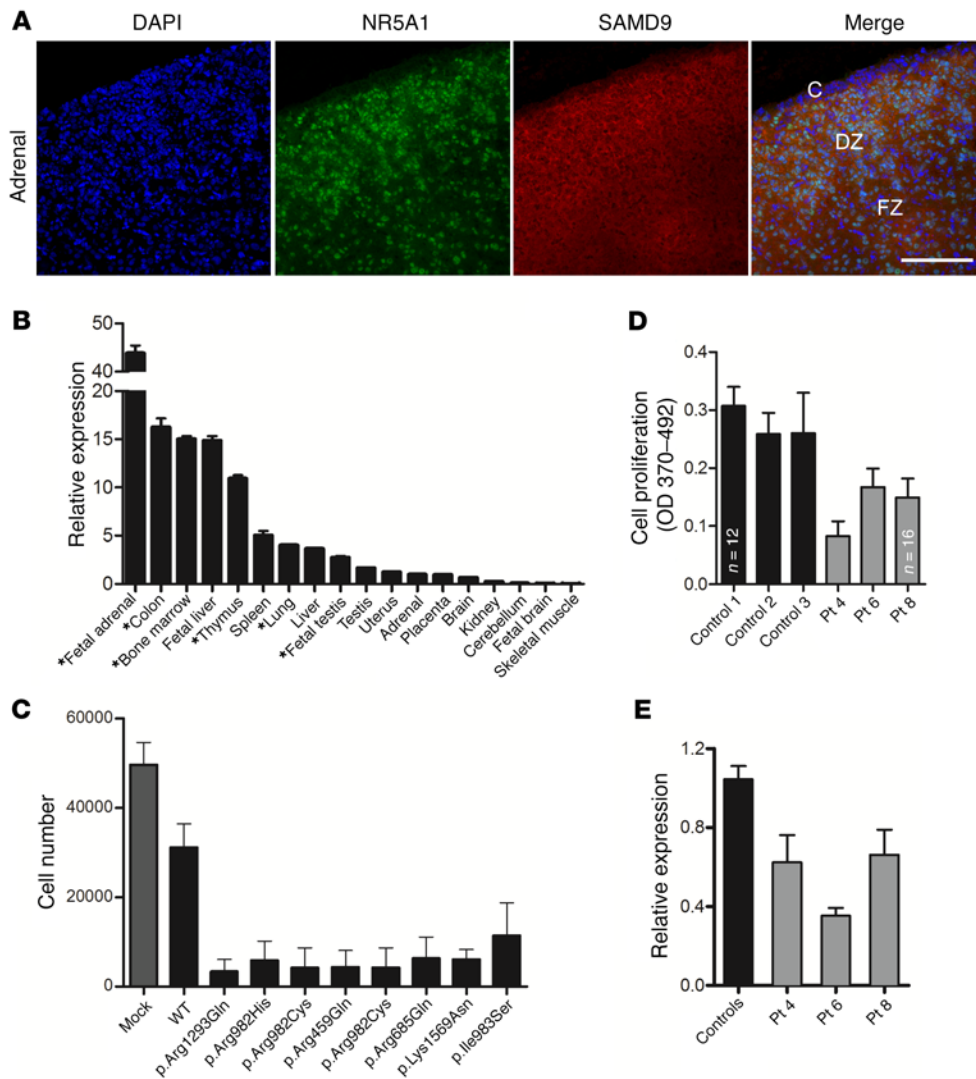 A
DAPI NR5A1 SAMD9 Merge
Adrenal
C
DZ
FZ
B
Relative expression
50
40
20
15
10
5
0
*Fetal adrenal
*Colon
*Bone marrow
Fetal liver
*Thymus
Spleen
*Lung
Liver
*Fetal testis
Testis
Uterus
Adrenal
Placenta
Brain
Kidney
Cerebellum
Fetal brain
Skeletal muscle
D
Cell proliferation
(OD 370–492)
0.4
0.3
0.2
0.1
0.0
n = 12
n = 16
Control 1
Control 2
Control 3
Pt 4
Pt 6
Pt 8
C
Cell number
60000
40000
20000
0
Mock
WT
p.Arg1293Gln
p.Arg982His
p.Arg982Cys
p.Arg459Gln
p.Arg982Cys
p.Arg685Gln
p.Lys1569Asn
p.Ile983Ser
E
Relative expression
1.2
0.8
0.4
0.0
Controls
Pt 4
Pt 6
Pt 8